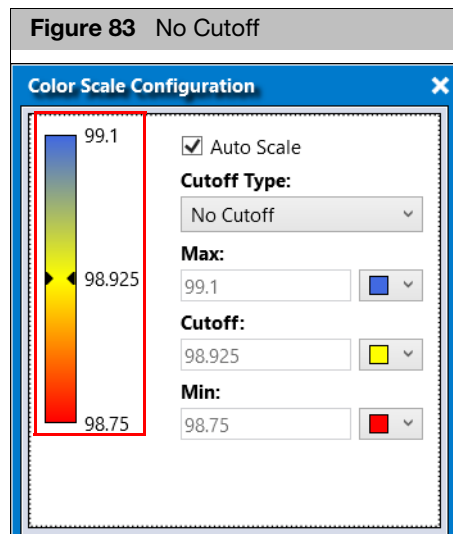 Figure 83 No Cutoff
Color Scale Configuration
99.1
98.925
98.75
Auto Scale
Cutoff Type:
No Cutoff
Max:
99.1
Cutoff:
98.925
Min:
98.75